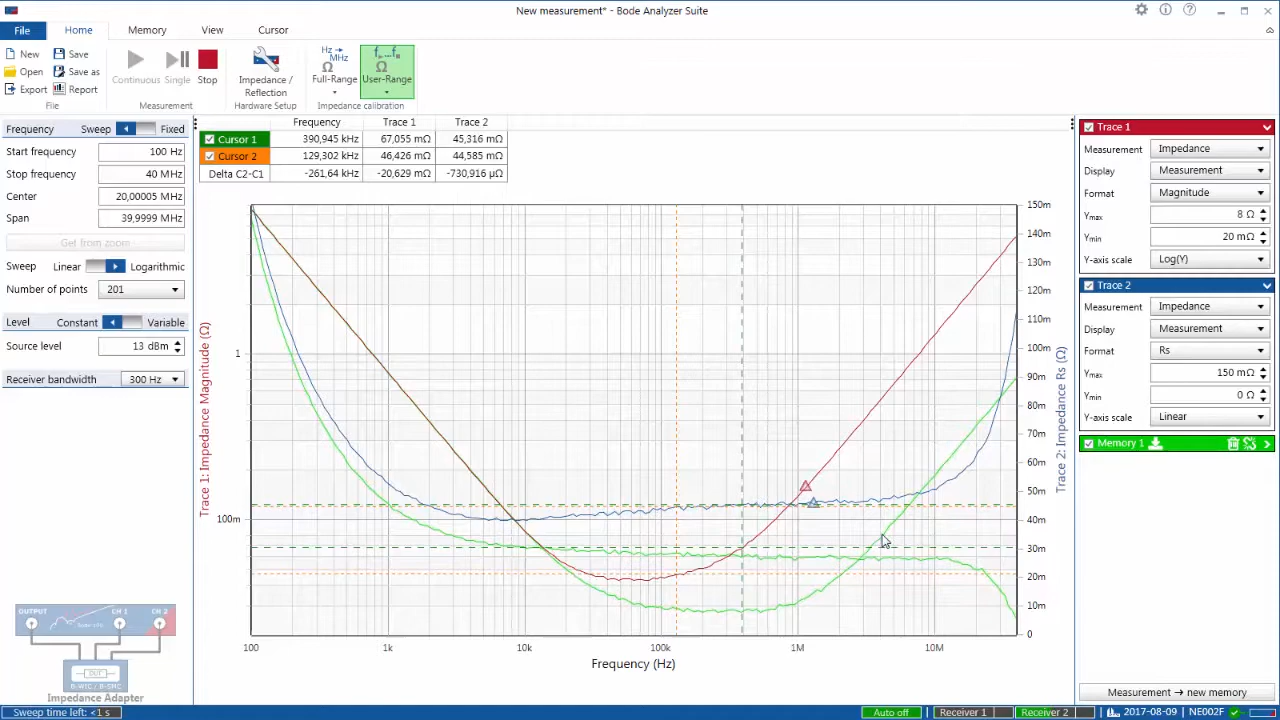 New measurement* - Bode Analyzer Suite
File Home Memory View Cursor
New Save
Open Save as
Export Report
File
Continuous Single Stop
Measurement
Impedance / Reflection
Hardware Setup
Hz → MHz Ω
Full-Range
Ω
User-Range
Impedance calibration
Frequency Sweep Fixed
Start frequency 100 Hz
Stop frequency 40 MHz
Center 20,00005 MHz
Span 39,9999 MHz
Get from zoom
Sweep Linear Logarithmic
Number of points 201
Level Constant Variable
Source level 13 dBm
Receiver bandwidth 300 Hz
OUTPUT CH 1 CH 2
DUT
B-WIC / B-SMC
Impedance Adapter
Frequency Trace 1 Trace 2
Cursor 1 390,945 kHz 67,055 mΩ 45,316 mΩ
Cursor 2 129,302 kHz 46,426 mΩ 44,585 mΩ
Delta C2-C1 -261,64 kHz -20,629 mΩ -730,916 µΩ
Trace 1: Impedance Magnitude (Ω)
1
100m
150m
140m
130m
120m
110m
100m
90m
80m
70m
60m
50m
40m
30m
20m
10m
0
Trace 2: Impedance Rs (Ω)
100 1k 10k 100k 1M 10M
Frequency (Hz)
Trace 1
Measurement Impedance
Display Measurement
Format Magnitude
Ymax 8 Ω
Ymin 20 mΩ
Y-axis scale Log(Y)
Trace 2
Measurement Impedance
Display Measurement
Format Rs
Ymax 150 mΩ
Ymin 0 Ω
Y-axis scale Linear
Memory 1
Measurement → new memory
Sweep time left: <1 s
Auto off Receiver 1 Receiver 2 2017-08-09 NE002F